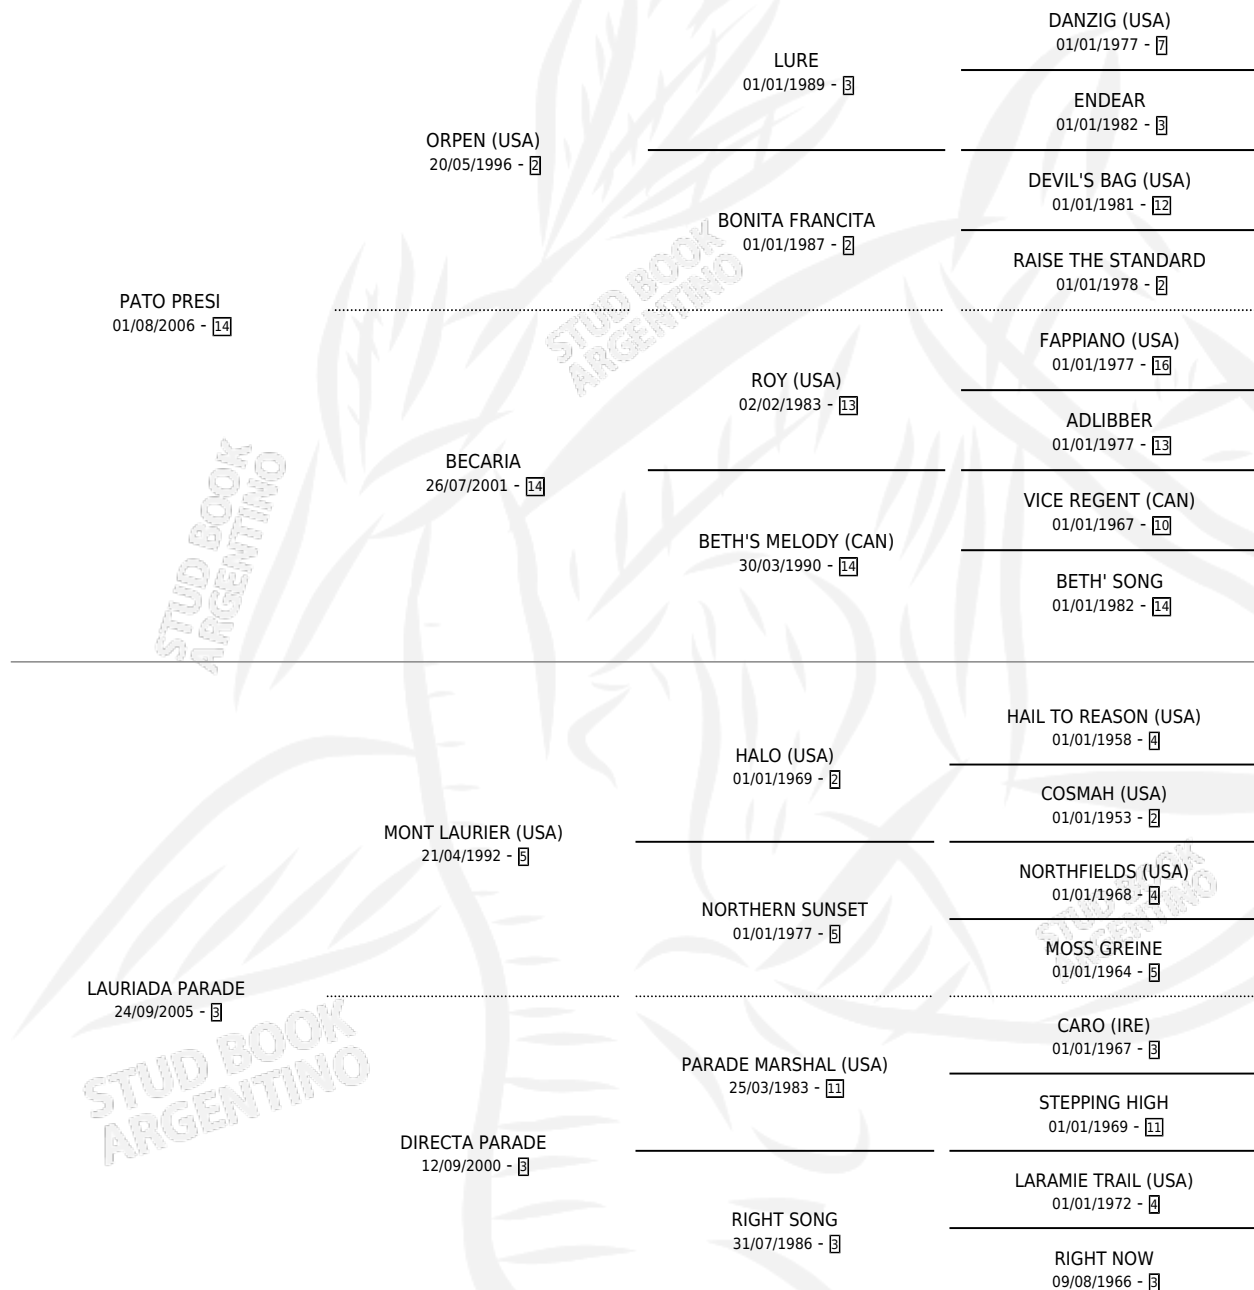 DANZIG (USA)
01/01/1977 - 7
LURE
01/01/1989 - 3
ENDEAR
01/01/1982 - 3
ORPEN (USA)
20/05/1996 - 2
DEVIL'S BAG (USA)
01/01/1981 - 12
BONITA FRANCITA
01/01/1987 - 2
RAISE THE STANDARD
01/01/1978 - 2
PATO PRESI
01/08/2006 - 14
FAPPIANO (USA)
01/01/1977 - 16
ROY (USA)
02/02/1983 - 13
ADLIBBER
01/01/1977 - 13
BECARIA
26/07/2001 - 14
VICE REGENT (CAN)
01/01/1967 - 10
BETH'S MELODY (CAN)
30/03/1990 - 14
BETH' SONG
01/01/1982 - 14
HAIL TO REASON (USA)
01/01/1958 - 4
HALO (USA)
01/01/1969 - 2
COSMAH (USA)
01/01/1953 - 2
MONT LAURIER (USA)
21/04/1992 - 5
NORTHFIELDS (USA)
01/01/1968 - 4
NORTHERN SUNSET
01/01/1977 - 5
MOSS GREINE
01/01/1964 - 5
LAURIADA PARADE
24/09/2005 - 3
CARO (IRE)
01/01/1967 - 3
PARADE MARSHAL (USA)
25/03/1983 - 11
STEPPING HIGH
01/01/1969 - 11
DIRECTA PARADE
12/09/2000 - 3
LARAMIE TRAIL (USA)
01/01/1972 - 4
RIGHT SONG
31/07/1986 - 3
RIGHT NOW
09/08/1966 - 3
STUD BOOK
ARGENTINO
STUD BOOK
ARGENTINO
STUD BOOK
ARGENTINO
STUD BOOK
ARGENTINO